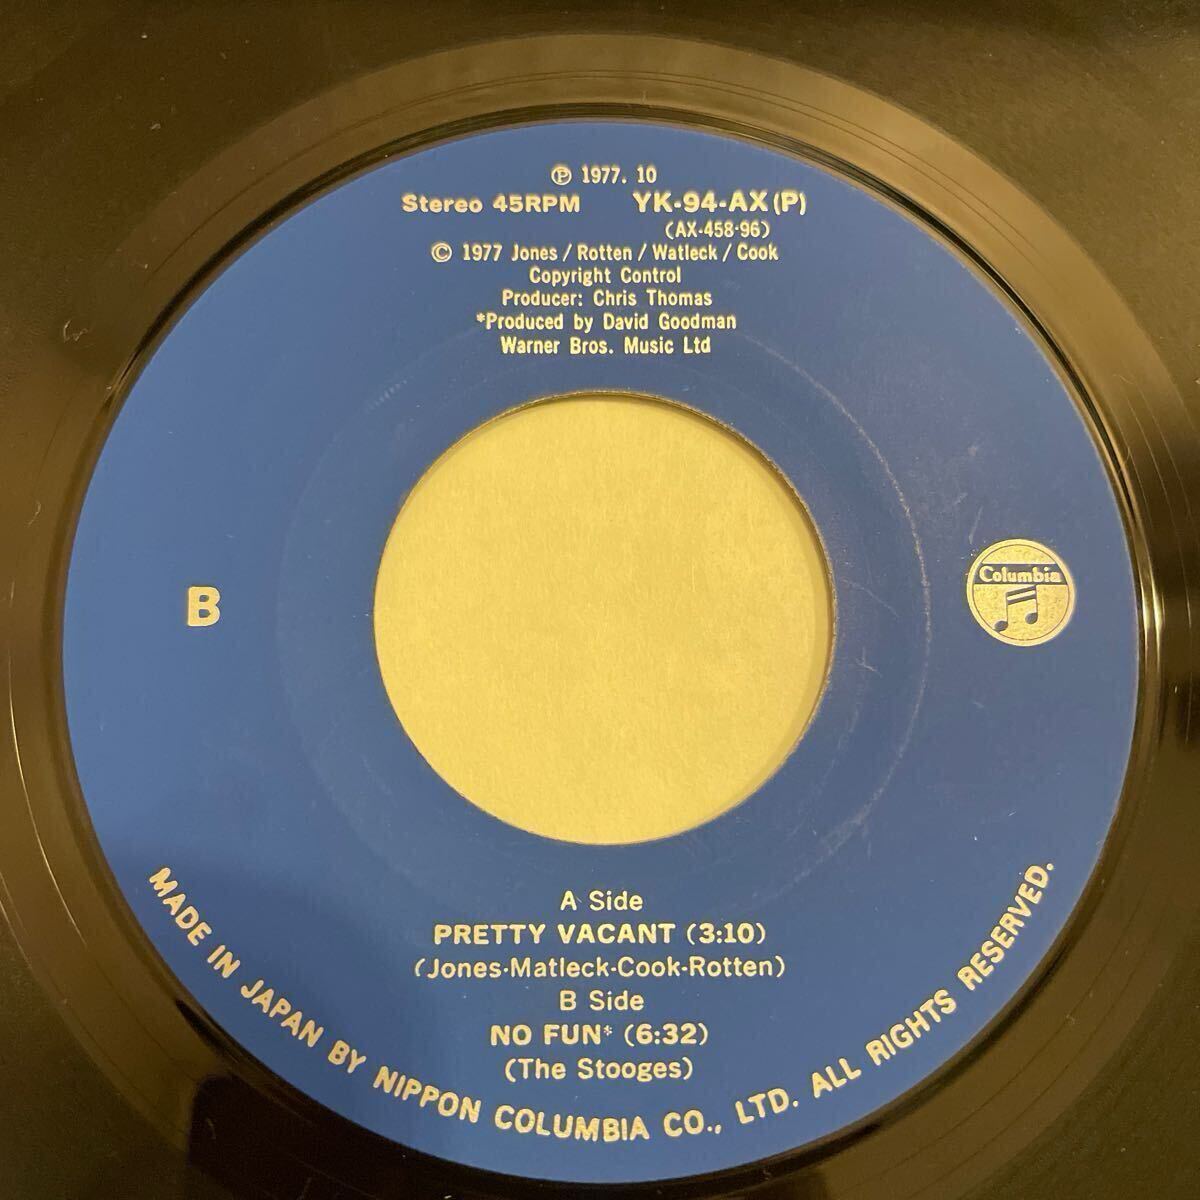 Ⓟ 1977. 10
Stereo 45RPM YK-94-AX(P)
(AX-458-96)
© 1977 Jones / Rotten / Watleck / Cook
Copyright Control
Producer: Chris Thomas
*Produced by David Goodman
Warner Bros. Music Ltd
B
Columbia
A Side
PRETTY VACANT (3:10)
(Jones·Matleck·Cook·Rotten)
B Side
NO FUN* (6:32)
(The Stooges)
MADE IN JAPAN BY NIPPON COLUMBIA CO., LTD. ALL RIGHTS RESERVED.